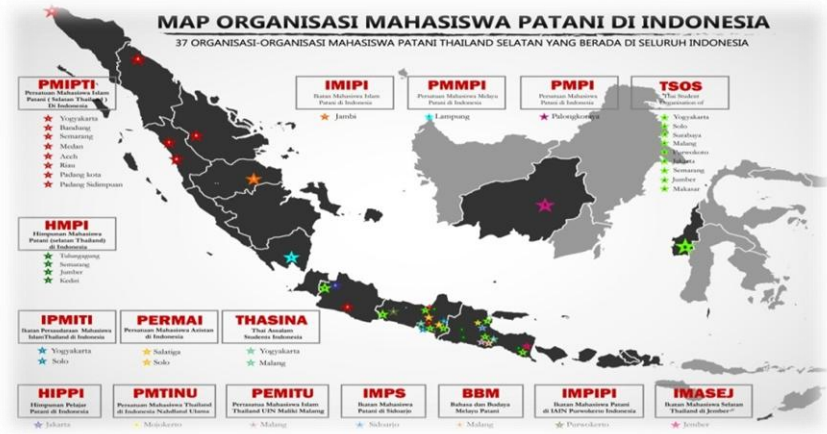 MAP ORGANISASI MAHASISWA PATANI DI INDONESIA
37 ORGANISASI-ORGANISASI MAHASISWA PATANI THAILAND SELATAN YANG BERADA DI SELURUH INDONESIA
PMIPTI
Persatuan Mahasiswa Islam
Patani ( Selatan Thailand )
Di Indonesia
Yogyakarta
Bandung
Semarang
Medan
Aceh
Riau
Padang kota
Padang Sidimpuan
IMIPI
Ikatan Mahasiswa Islam
Patani di Indonesia
Jambi
PMMPI
Persatuan Mahasiswa Melayu
Patani di Indonesia
Lampung
PMPI
Persatuan Mahasiswa
Patani di Indonesia
TSOS
Thai Student
Organisation of
Yogyakarta
Solo
Surabaya
Malang
Purwokoto
Jakarta
Semarang
Jember
Makasar
HMPI
Himpunan Mahasiswa
Patani (selatan Thailand)
di Indonesia
Tulungagung
Semarang
Jember
Kediri
IPMITI
Ikatan Persaudaraan Mahasiswa
Islam Thailand di Indonesia
Yogyakarta
Solo
PERMAI
Persatuan Mahasiswa Azistan
di Indonesia
Salatiga
Solo
THASINA
Thai Assalam
Students Indonesia
Yogyakarta
Malang
HIPPI
Himpunan Pelajar
Patani di Indonesia
Jakarta
PMTINU
Persatuan Mahasiswa Thailand
di Indonesia Nahdlatul Ulama
Mojokerto
PEMITU
Persatuan Mahasiswa Islam
Thailand UIN Maliki Malang
Malang
IMPS
Ikatan Mahasiswa
Patani di Sidoarjo
Sidoarjo
BBM
Bahasa dan Budaya
Melayu Patani
Malang
IMPIPI
Ikatan Mahasiswa Patani
di IAIN Purwokerto Indonesia
Purwokerto
IMASEJ
Ikatan Mahasiswa Selatan
Thailand di Jember
Jember